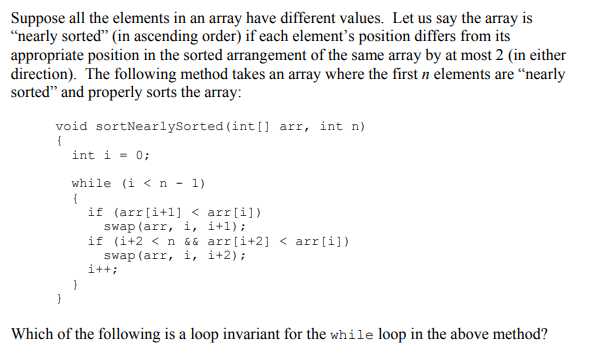 Suppose all the elements in an array have different values.  Let us say the array is
“nearly sorted” (in ascending order) if each element’s position differs from its
appropriate position in the sorted arrangement of the same array by at most 2 (in either
direction).  The following method takes an array where the first n elements are “nearly
sorted” and properly sorts the array:
void sortNearlySorted(int[] arr, int n)
{
  int i = 0;
  while (i < n - 1)
  {
    if (arr[i+1] < arr[i])
      swap(arr, i, i+1);
    if (i+2 < n && arr[i+2] < arr[i])
      swap(arr, i, i+2);
    i++;
  }
}
Which of the following is a loop invariant for the while loop in the above method?